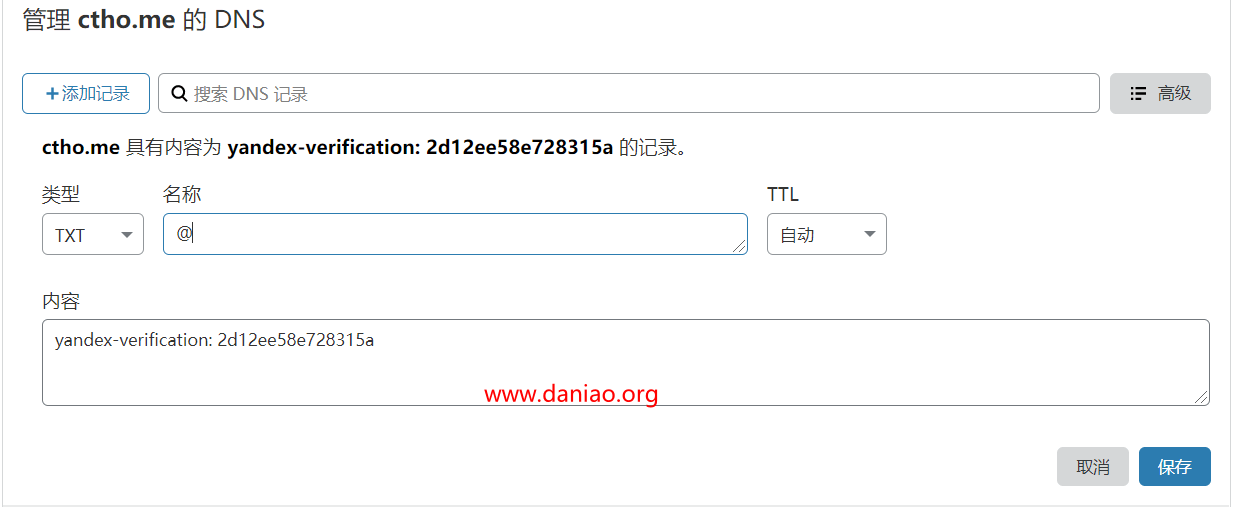 管理 ctho.me 的 DNS
+添加记录 搜索 DNS 记录 高级
ctho.me 具有内容为 yandex-verification: 2d12ee58e728315a 的记录。
类型 名称 TTL
TXT @ 自动
内容
yandex-verification: 2d12ee58e728315a
www.daniao.org
取消 保存